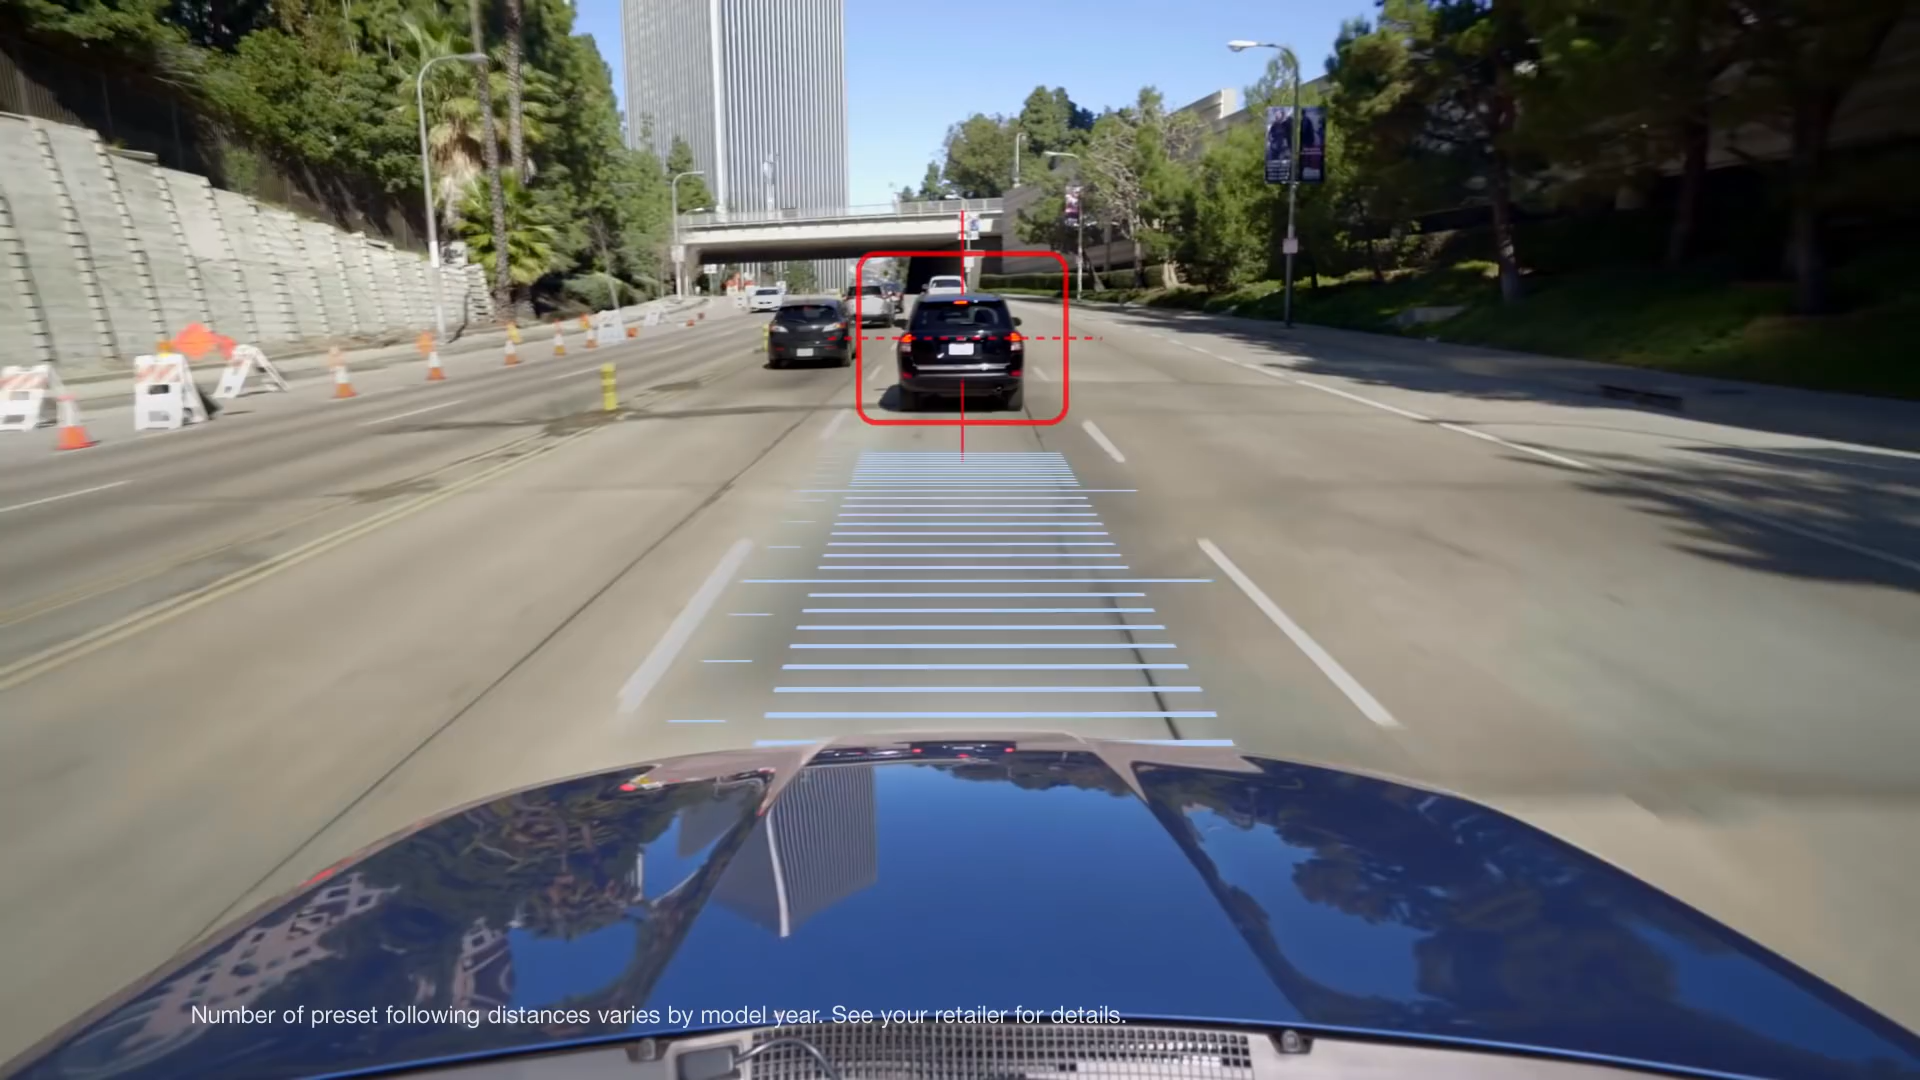 Number of preset following distances varies by model year. See your retailer for details.